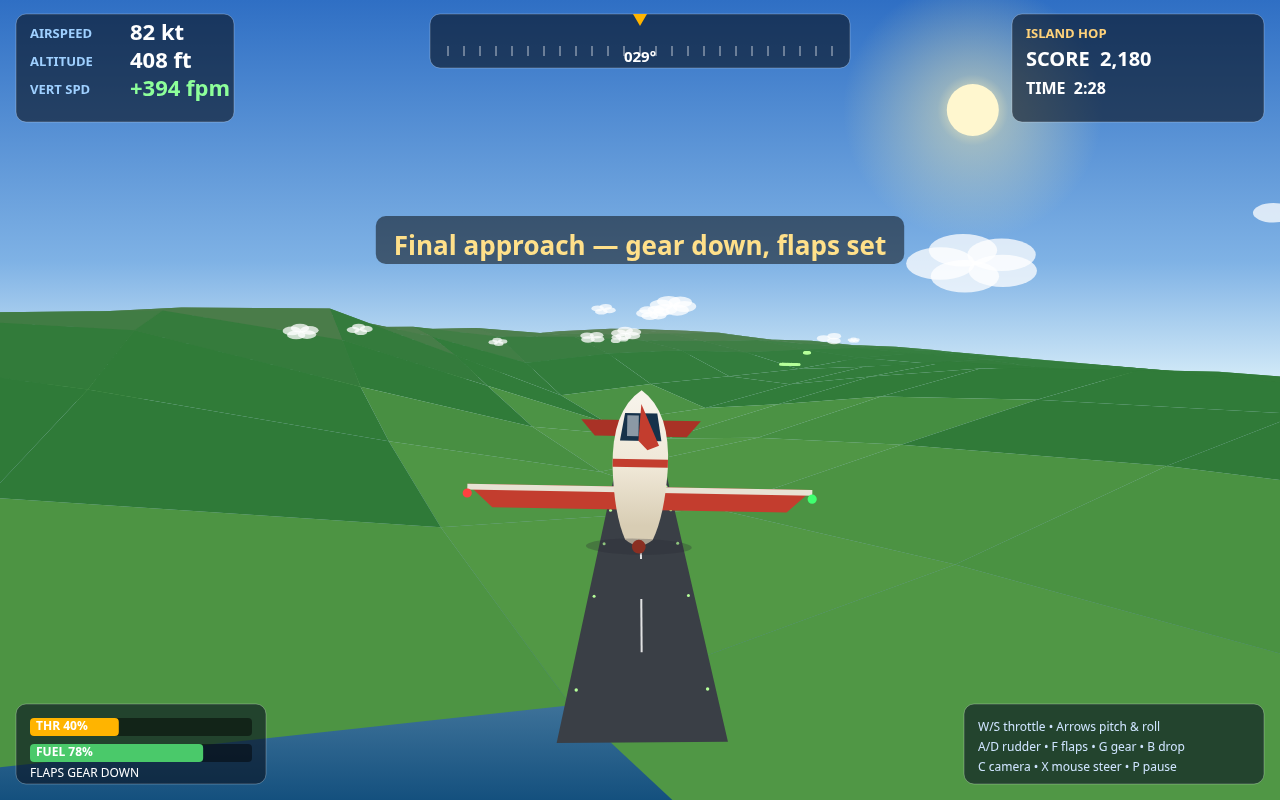 AIRSPEED 82 kt
ALTITUDE 408 ft
VERT SPD +394 fpm
029°
ISLAND HOP
SCORE 2,180
TIME 2:28
Final approach — gear down, flaps set
THR 40%
FUEL 78%
FLAPS GEAR DOWN
W/S throttle • Arrows pitch & roll
A/D rudder • F flaps • G gear • B drop
C camera • X mouse steer • P pause